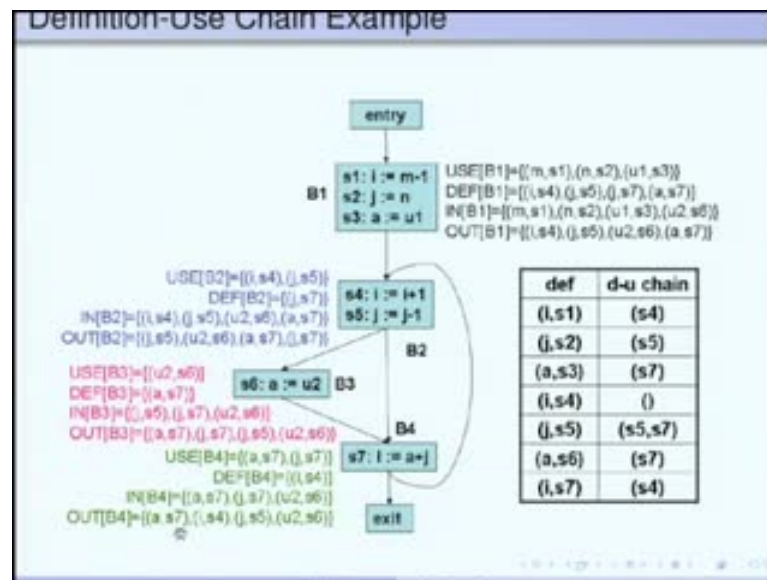 Definition-Use Chain Example
entry
B1
s1: i := m-1
s2: j := n
s3: a := u1
USE[B1]={(m,s1),(n,s2),(u1,s3)}
DEF[B1]={(i,s4),(j,s5),(j,s7),(a,s7)}
IN[B1]={(m,s1),(n,s2),(u1,s3),(u2,s6)}
OUT[B1]={(i,s4),(j,s5),(u2,s6),(a,s7)}
USE[B2]={(i,s4),(j,s5)}
DEF[B2]={(j,s7)}
IN[B2]={(i,s4),(j,s5),(u2,s6),(a,s7)}
OUT[B2]={(j,s5),(u2,s6),(a,s7),(j,s7)}
s4: i := i+1
s5: j := j-1
B2
USE[B3]={(u2,s6)}
DEF[B3]={(a,s7)}
IN[B3]={(j,s5),(j,s7),(u2,s6)}
OUT[B3]={(a,s7),(j,s7),(j,s5),(u2,s6)}
s6: a := u2
B3
B4
USE[B4]={(a,s7),(j,s7)}
DEF[B4]={(i,s4)}
IN[B4]={(a,s7),(j,s7),(u2,s6)}
OUT[B4]={(a,s7),(i,s4),(j,s5),(u2,s6)}
s7: i := a+j
exit
def d-u chain
(i,s1) (s4)
(j,s2) (s5)
(a,s3) (s7)
(i,s4) ()
(j,s5) (s5,s7)
(a,s6) (s7)
(i,s7) (s4)